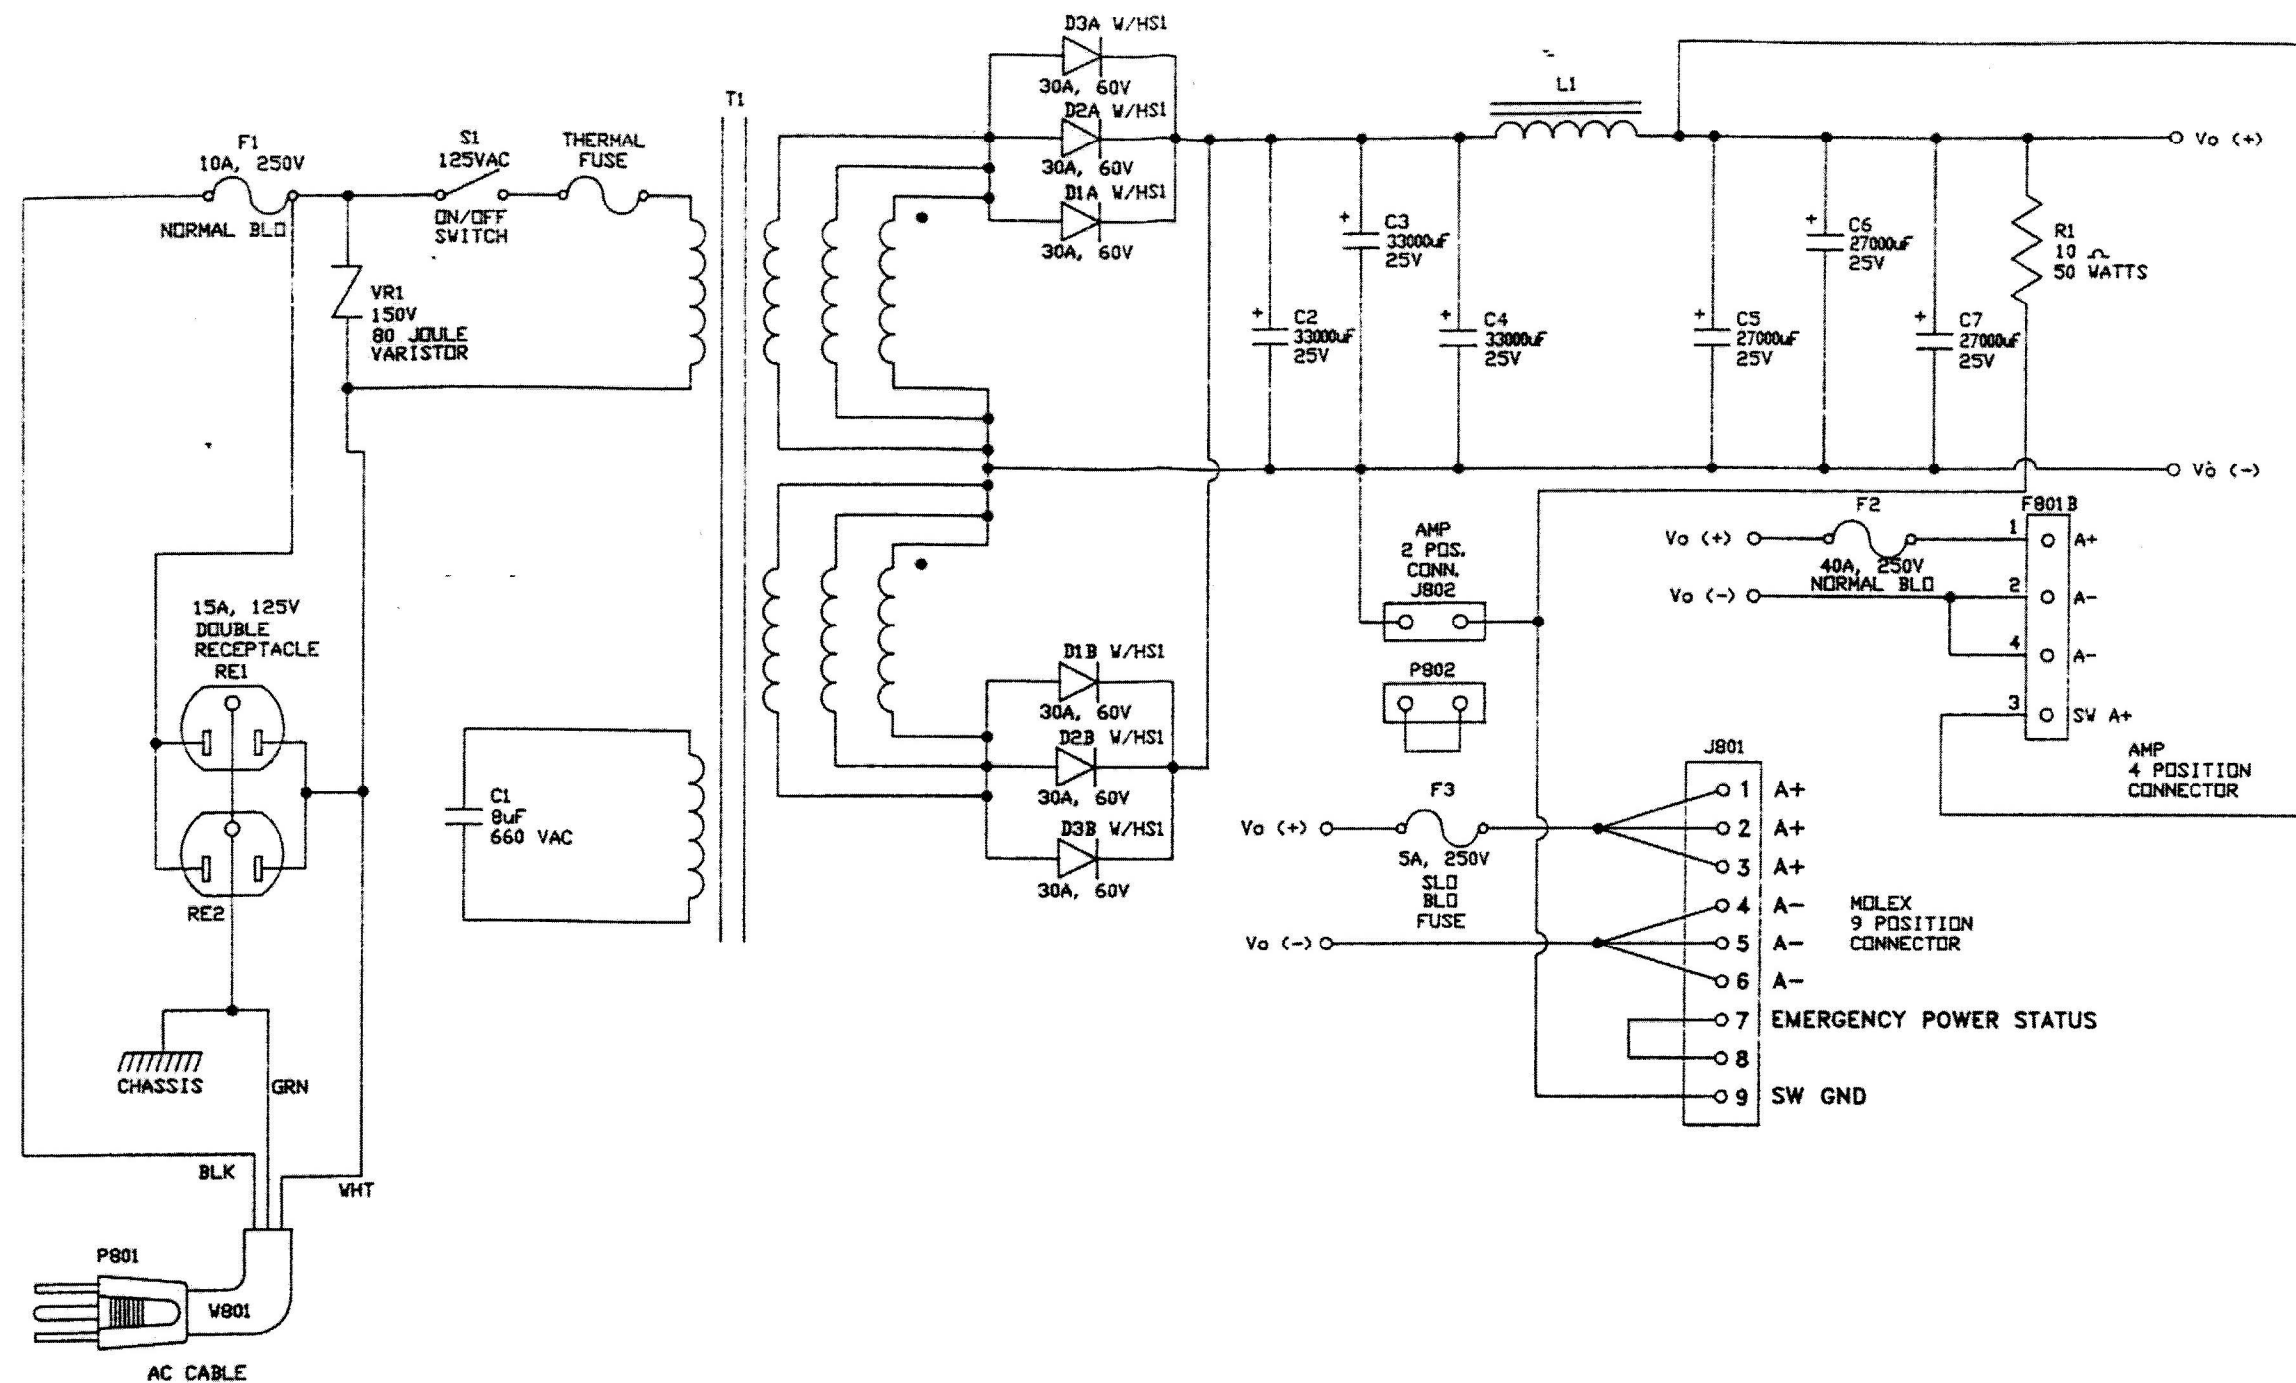 F1
10A, 250V
NORMAL BLO
S1
125VAC
ON/OFF
SWITCH
THERMAL
FUSE
VR1
150V
80 JOULE
VARISTOR
T1
D3A W/HS1
30A, 60V
D2A W/HS1
30A, 60V
D1A W/HS1
30A, 60V
L1
Vo (+)
+
C2
33000uF
25V
+
C3
33000uF
25V
+
C4
33000uF
25V
+
C5
27000uF
25V
+
C6
27000uF
25V
+
C7
27000uF
25V
R1
10 Ω
50 WATTS
Vo (-)
15A, 125V
DOUBLE
RECEPTACLE
RE1
RE2
CHASSIS
GRN
BLK
WHT
P801
W801
AC CABLE
C1
8uF
660 VAC
D1B W/HS1
30A, 60V
D2B W/HS1
30A, 60V
D3B W/HS1
30A, 60V
AMP
2 POS.
CONN.
J802
P802
F2
Vo (+)
40A, 250V
NORMAL BLO
Vo (-)
F801B
1 A+
2 A-
4 A-
3 SW A+
AMP
4 POSITION
CONNECTOR
F3
Vo (+)
5A, 250V
SLO
BLO
FUSE
Vo (-)
J801
1 A+
2 A+
3 A+
4 A-
5 A-
6 A-
7 EMERGENCY POWER STATUS
8
9 SW GND
MOLEX
9 POSITION
CONNECTOR